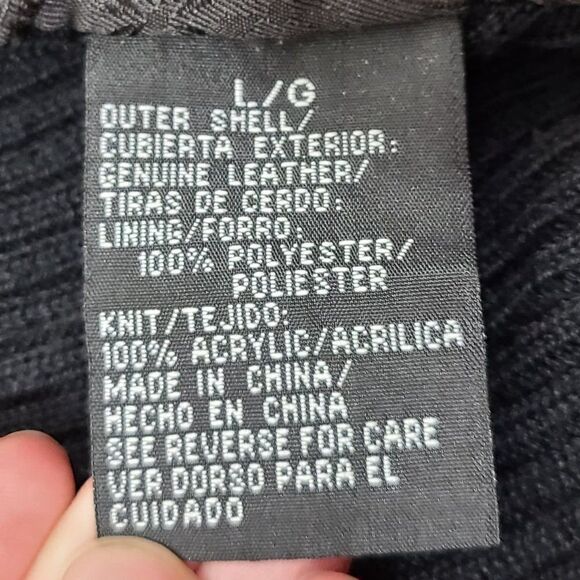 L/G
OUTER SHELL/
CUBIERTA EXTERIOR:
GENUINE LEATHER/
TIRAS DE CERDO:
LINING/FORRO:
100% POLYESTER/
POLIESTER
KNIT/TEJIDO:
100% ACRYLIC/ACRILICA
MADE IN CHINA/
HECHO EN CHINA
SEE REVERSE FOR CARE
VER DORSO PARA EL
CUIDADO